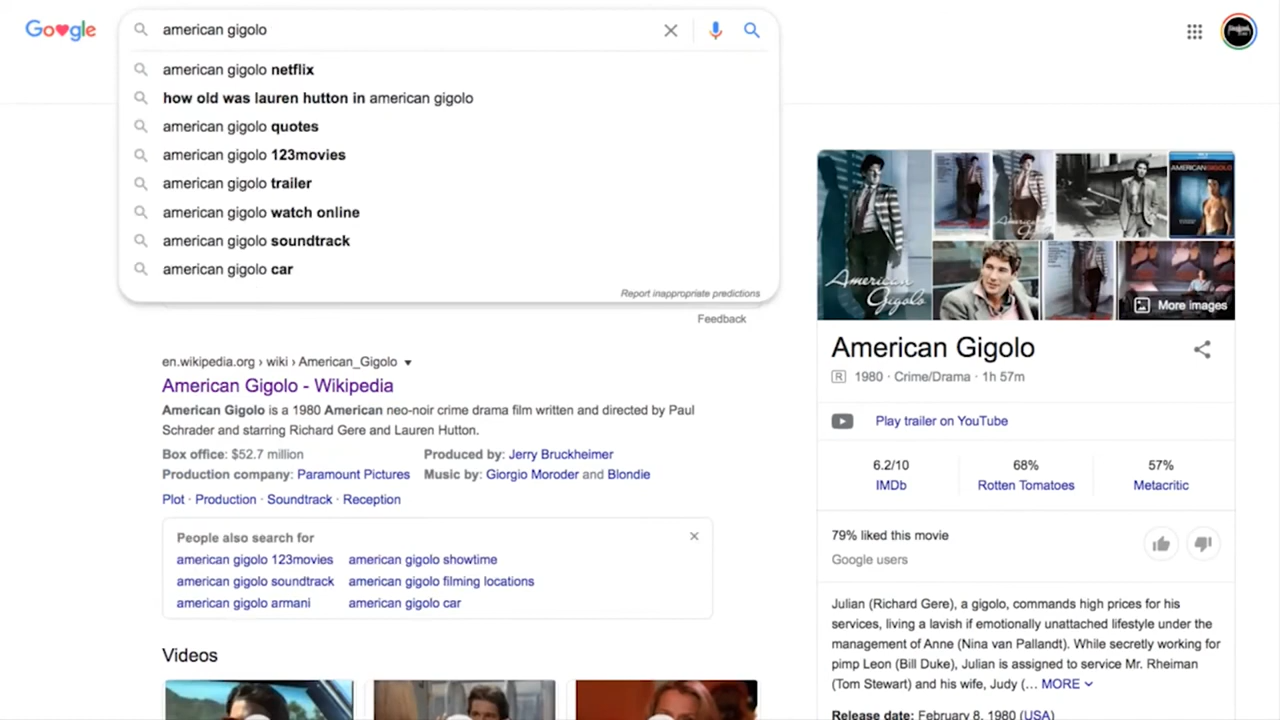 Google
american gigolo
american gigolo netflix
how old was lauren hutton in american gigolo
american gigolo quotes
american gigolo 123movies
american gigolo trailer
american gigolo watch online
american gigolo soundtrack
american gigolo car
Report inappropriate predictions
Feedback
en.wikipedia.org › wiki › American_Gigolo
American Gigolo - Wikipedia
American Gigolo is a 1980 American neo-noir crime drama film written and directed by Paul
Schrader and starring Richard Gere and Lauren Hutton.
Box office: $52.7 million Produced by: Jerry Bruckheimer
Production company: Paramount Pictures Music by: Giorgio Moroder and Blondie
Plot · Production · Soundtrack · Reception
People also search for
american gigolo 123movies american gigolo showtime
american gigolo soundtrack american gigolo filming locations
american gigolo armani american gigolo car
Videos
American
Gigolo
American
AMERICAN GIGOLO
More images
American Gigolo
R 1980 · Crime/Drama · 1h 57m
Play trailer on YouTube
6.2/10 68% 57%
IMDb Rotten Tomatoes Metacritic
79% liked this movie
Google users
Julian (Richard Gere), a gigolo, commands high prices for his
services, living a lavish if emotionally unattached lifestyle under the
management of Anne (Nina van Pallandt). While secretly working for
pimp Leon (Bill Duke), Julian is assigned to service Mr. Rheiman
(Tom Stewart) and his wife, Judy (... MORE
Release date: February 8, 1980 (USA)